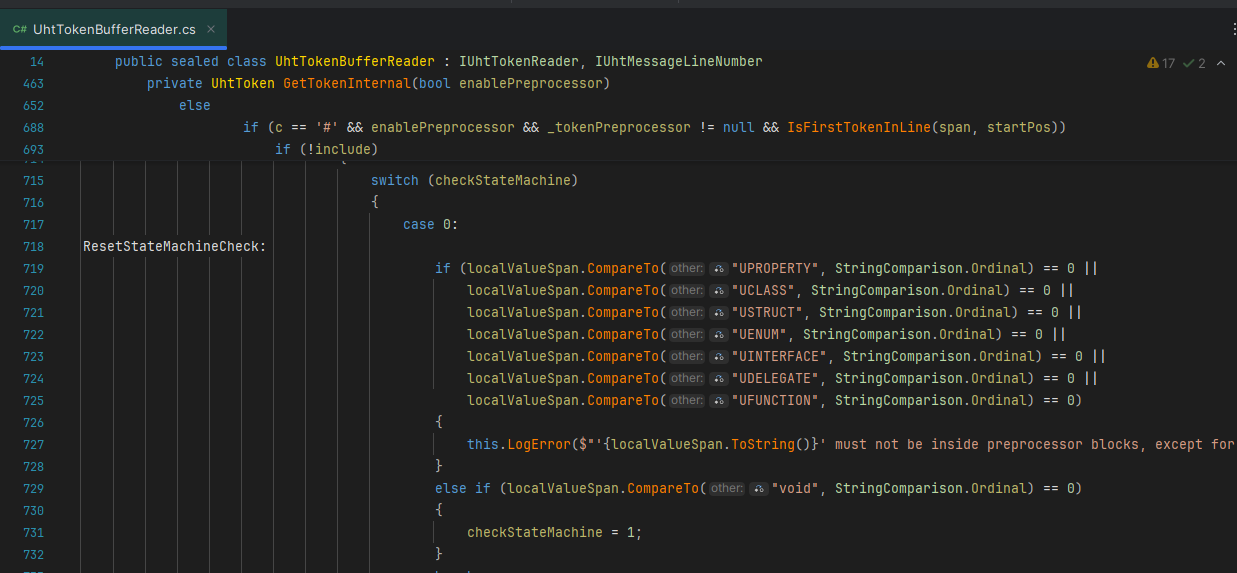 C# UhtTokenBufferReader.cs ×
14 public sealed class UhtTokenBufferReader : IUhtTokenReader, IUhtMessageLineNumber 17 2
463 private UhtToken GetTokenInternal(bool enablePreprocessor)
652 else
688 if (c == '#' && enablePreprocessor && _tokenPreprocessor != null && IsFirstTokenInLine(span, startPos))
693 if (!include)
715 switch (checkStateMachine)
716 {
717 case 0:
718 ResetStateMachineCheck:
719 if (localValueSpan.CompareTo( other: "UPROPERTY", StringComparison.Ordinal) == 0 ||
720 localValueSpan.CompareTo( other: "UCLASS", StringComparison.Ordinal) == 0 ||
721 localValueSpan.CompareTo( other: "USTRUCT", StringComparison.Ordinal) == 0 ||
722 localValueSpan.CompareTo( other: "UENUM", StringComparison.Ordinal) == 0 ||
723 localValueSpan.CompareTo( other: "UINTERFACE", StringComparison.Ordinal) == 0 ||
724 localValueSpan.CompareTo( other: "UDELEGATE", StringComparison.Ordinal) == 0 ||
725 localValueSpan.CompareTo( other: "UFUNCTION", StringComparison.Ordinal) == 0)
726 {
727 this.LogError($"'{localValueSpan.ToString()}' must not be inside preprocessor blocks, except for
728 }
729 else if (localValueSpan.CompareTo( other: "void", StringComparison.Ordinal) == 0)
730 {
731 checkStateMachine = 1;
732 }